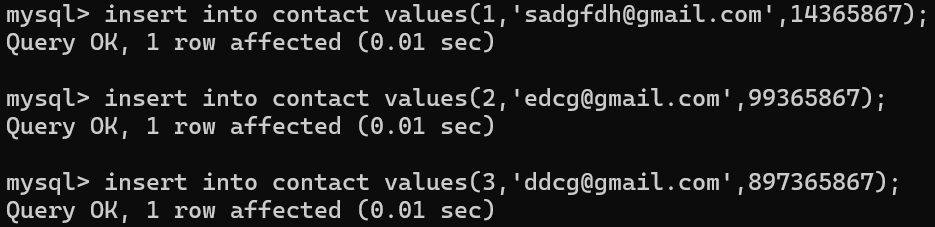 mysql> insert into contact values(1,'sadgfdh@gmail.com',14365867);
Query OK, 1 row affected (0.01 sec)
mysql> insert into contact values(2,'edcg@gmail.com',99365867);
Query OK, 1 row affected (0.01 sec)
mysql> insert into contact values(3,'ddcg@gmail.com',897365867);
Query OK, 1 row affected (0.01 sec)